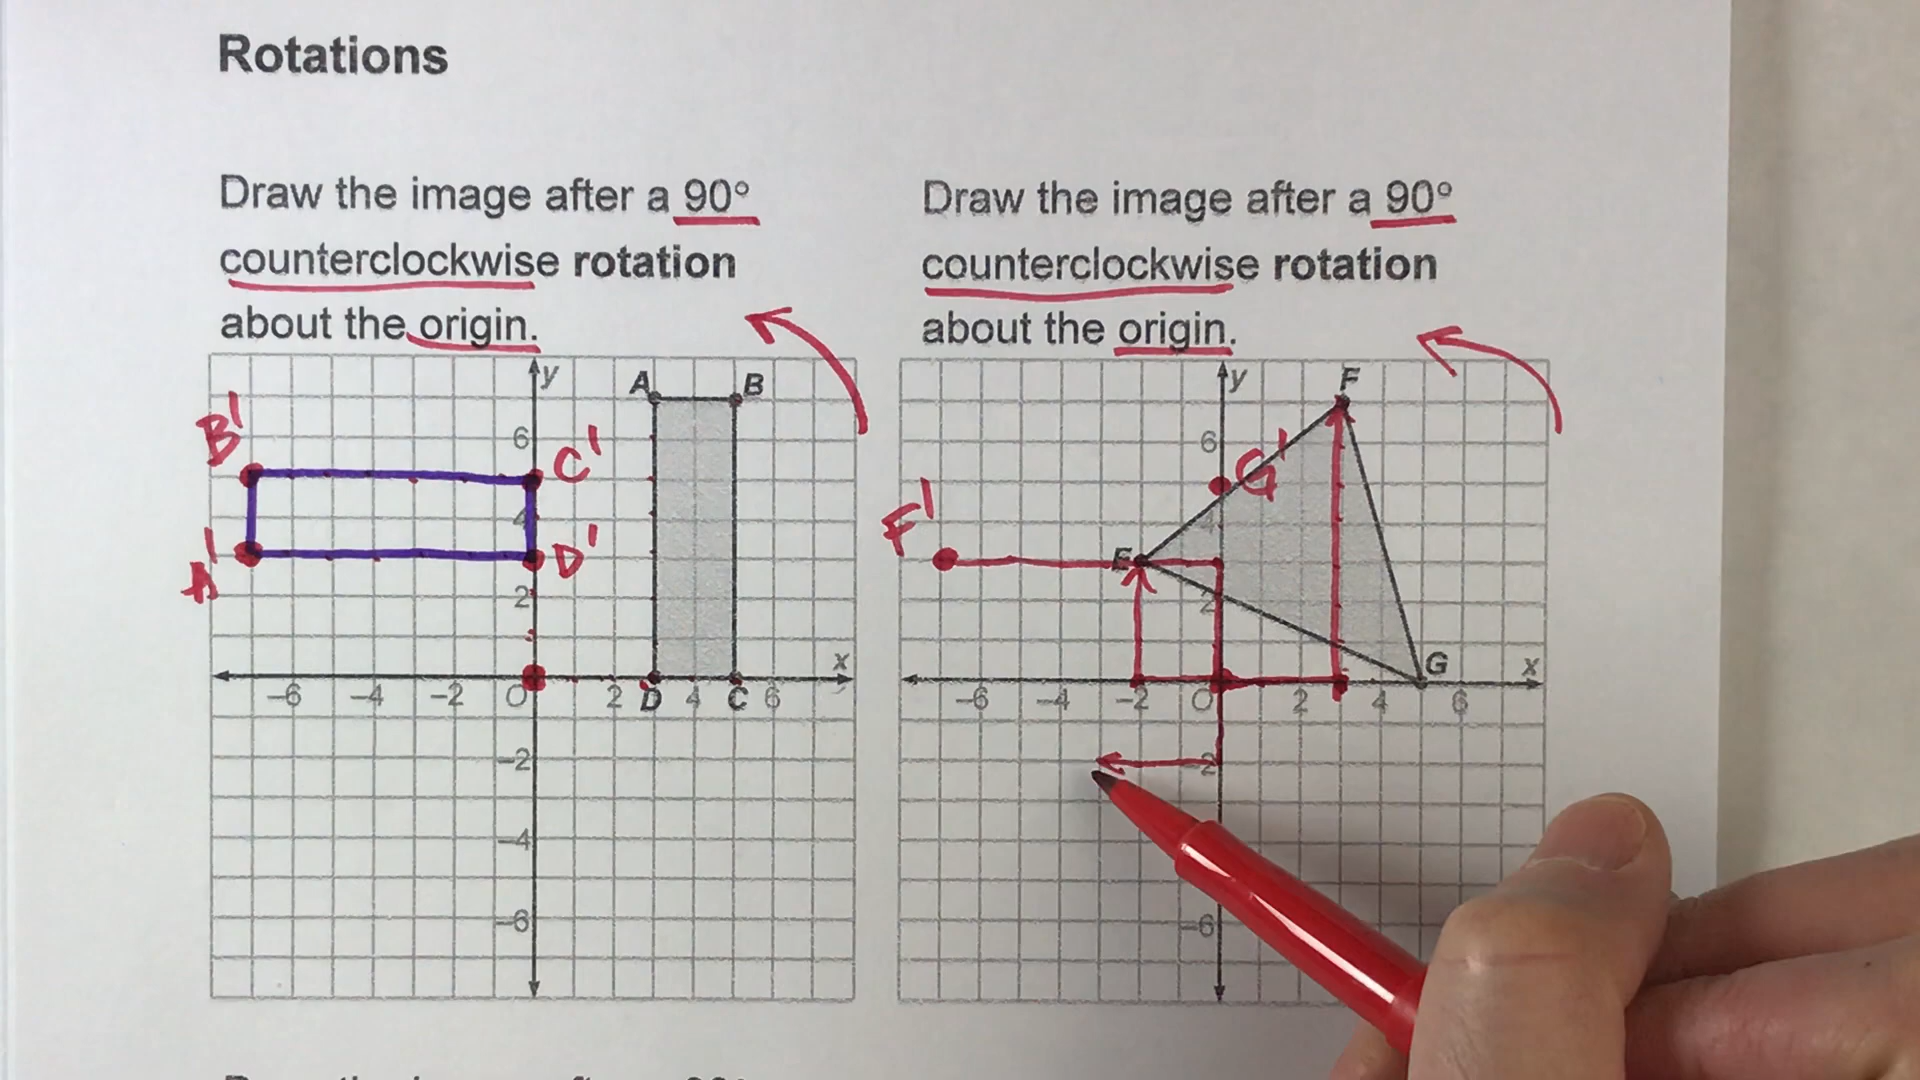 Rotations
Draw the image after a 90°
counterclockwise rotation
about the origin.
Draw the image after a 90°
counterclockwise rotation
about the origin.
y
A
B
6
B'
C'
4
A'
D'
2
x
-6
-4
-2
O
2
D
4
C
6
-2
-4
-6
y
F
6
G'
F'
4
E
2
G
x
-6
-4
-2
O
2
4
6
-2
-6